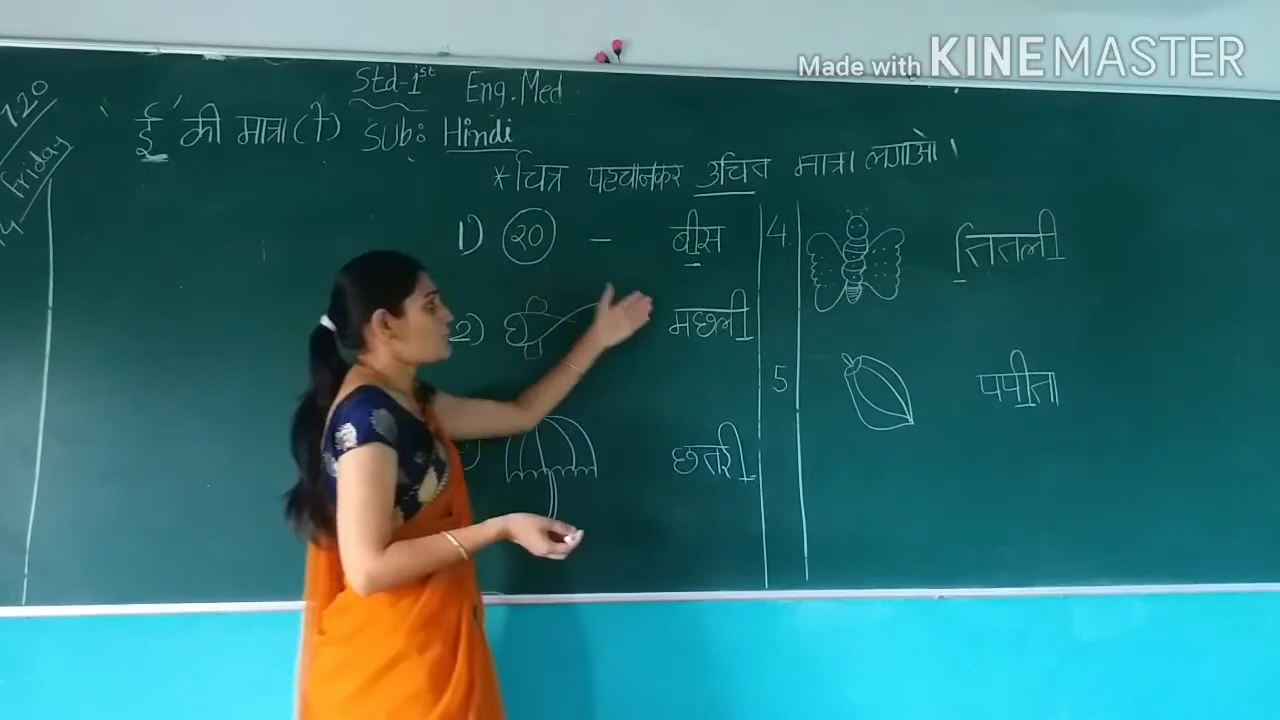 Made with KINEMASTER
Std-1st Eng.Med
'ई' की मात्रा (ी) SUB: Hindi
Friday
*चित्र पहचानकर उचित मात्रा लगाओ।
1) २० – बीस
2) मछली
छतरी
4. तितली
5 पपीता